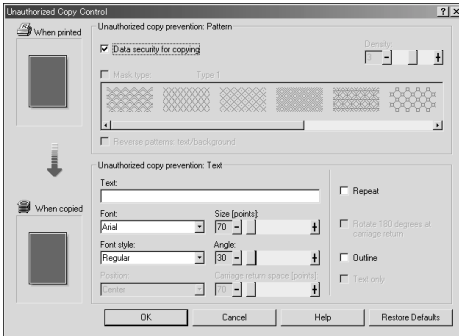 Unauthorized Copy Control
When printed
Unauthorized copy prevention: Pattern
Data security for copying
Density:
3
Mask type:
Type 1
Reverse patterns: text/background
Unauthorized copy prevention: Text
Text:
When copied
Font:
Size [points]:
Arial
70
Font style:
Angle:
Regular
30
Position:
Carriage return space [points]:
Center
70
Repeat
Rotate 180 degrees at
carriage return
Outline
Text only
OK
Cancel
Help
Restore Defaults